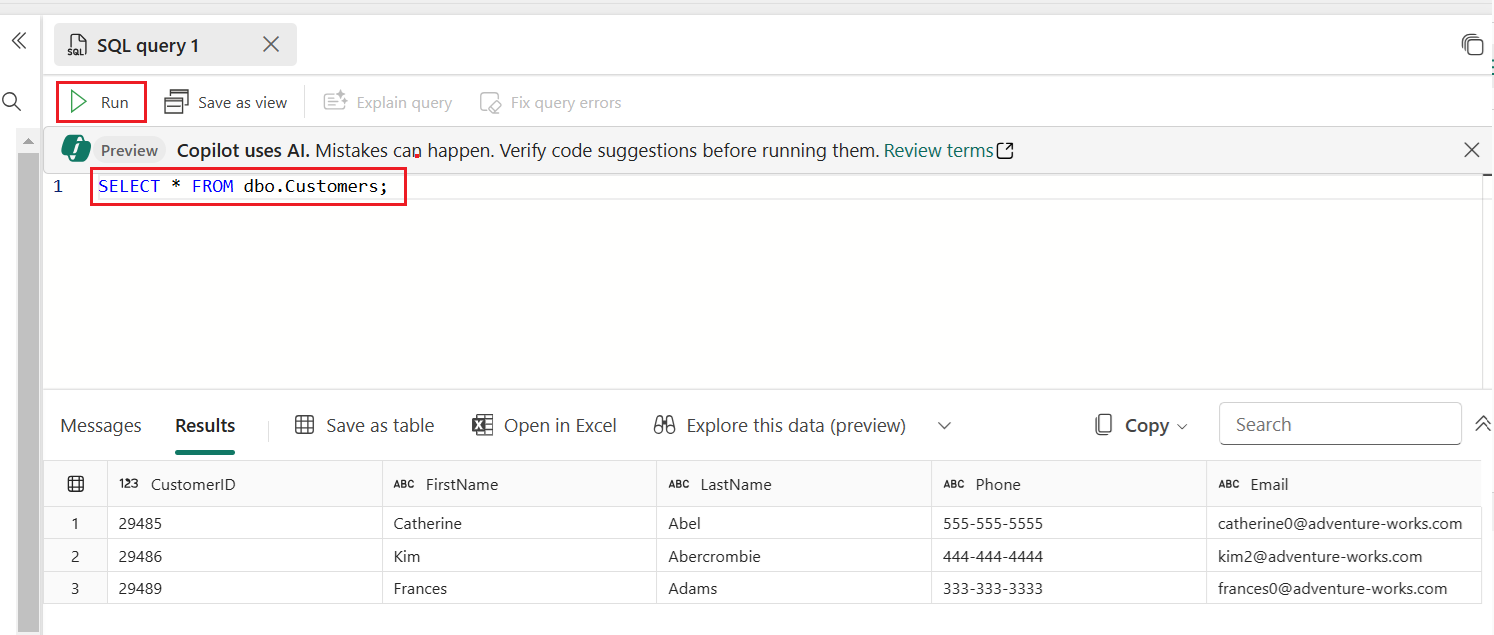 SQL query 1
Run Save as view Explain query Fix query errors
Preview Copilot uses AI. Mistakes can happen. Verify code suggestions before running them. Review terms
1 SELECT * FROM dbo.Customers;
Messages Results Save as table Open in Excel Explore this data (preview) Copy Search
123 CustomerID ABC FirstName ABC LastName ABC Phone ABC Email
1 29485 Catherine Abel 555-555-5555 catherine0@adventure-works.com
2 29486 Kim Abercrombie 444-444-4444 kim2@adventure-works.com
3 29489 Frances Adams 333-333-3333 frances0@adventure-works.com